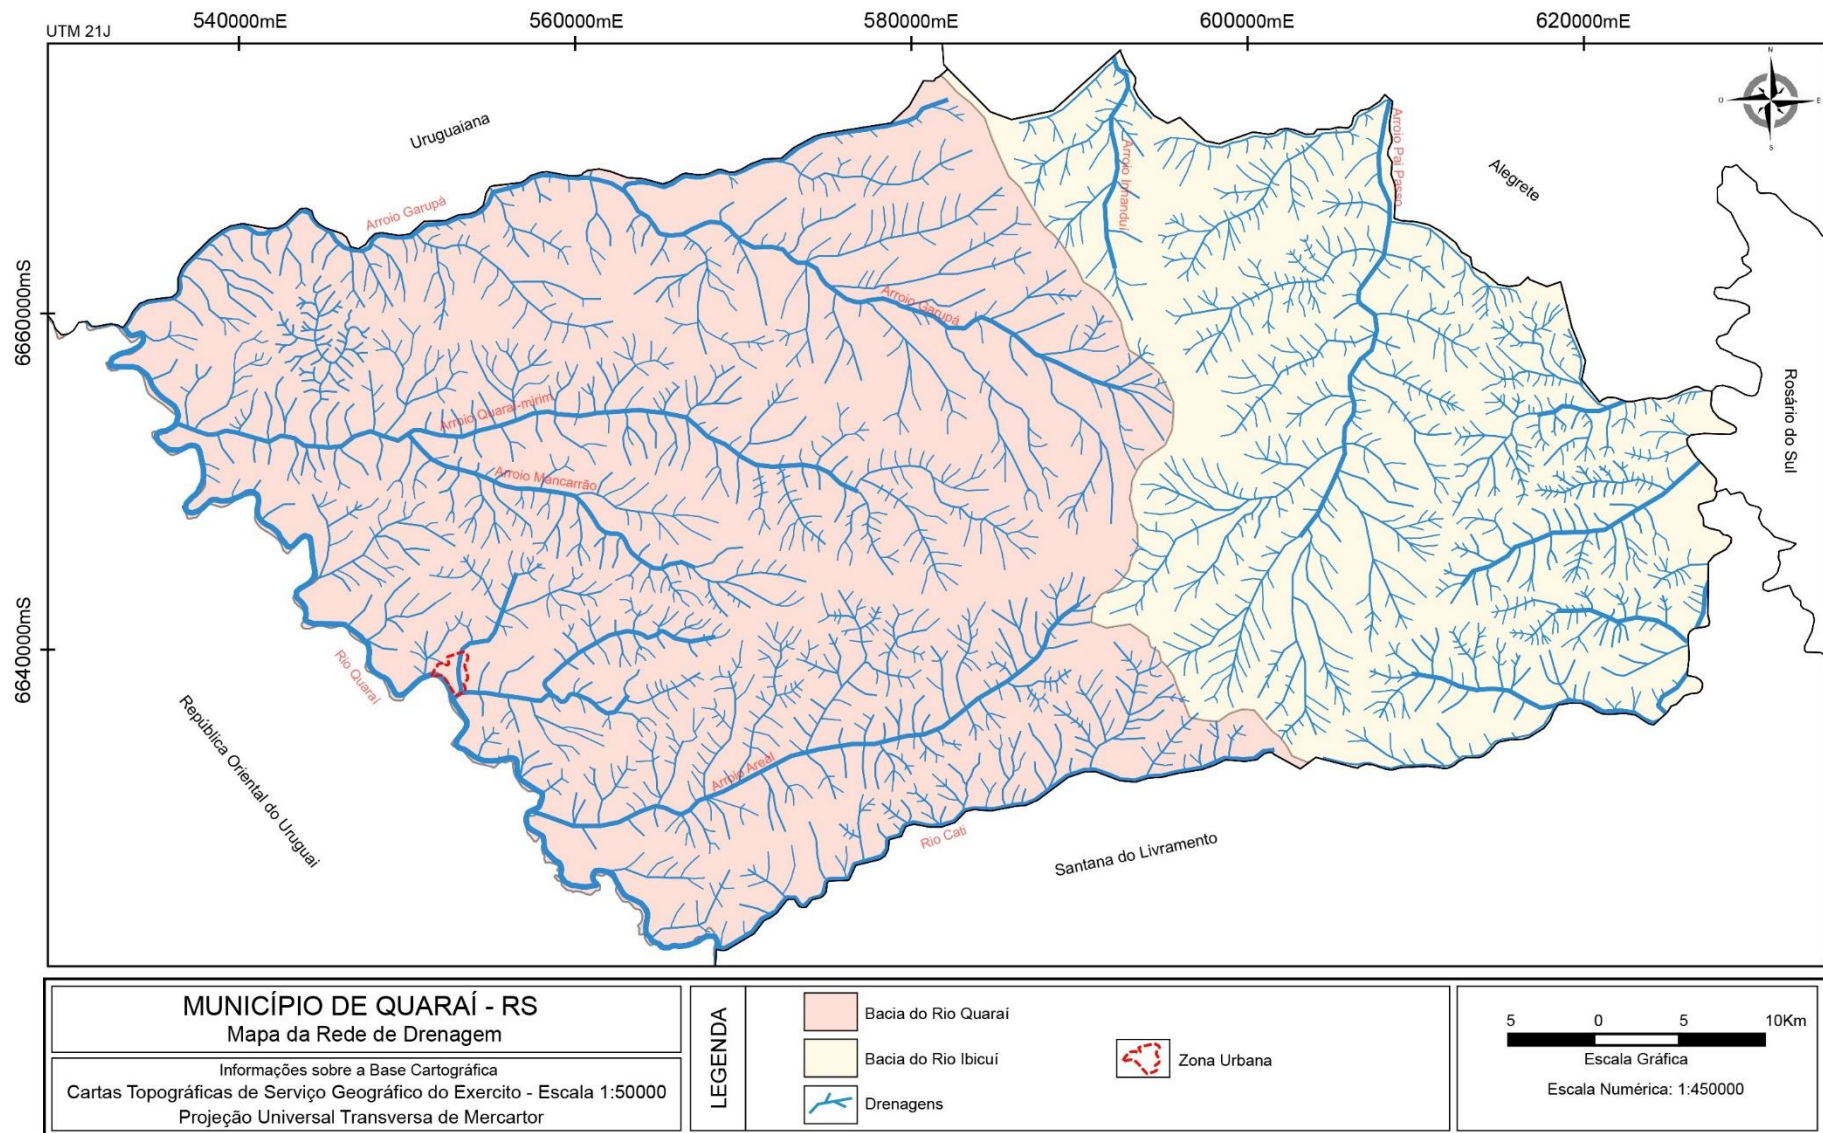 540000mE
560000mE
580000mE
600000mE
620000mE
UTM 21J
N
O
E
S
Uruguaiana
Alegrete
Arroio Pai Passo
Arroio Inhanduí
Arroio Garupá
6660000mS
Arroio Garupá
Rosário do Sul
Arroio Quaraí-mirim
Arroio Mancarrão
6640000mS
Rio Quaraí
República Oriental do Uruguai
Arroio Areal
Rio Cati
Santana do Livramento
MUNICÍPIO DE QUARAÍ - RS
Mapa da Rede de Drenagem
Informações sobre a Base Cartográfica
Cartas Topográficas de Serviço Geográfico do Exercito - Escala 1:50000
Projeção Universal Transversa de Mercartor
LEGENDA
Bacia do Rio Quaraí
Bacia do Rio Ibicuí
Drenagens
Zona Urbana
5 0 5 10Km
Escala Gráfica
Escala Numérica: 1:450000